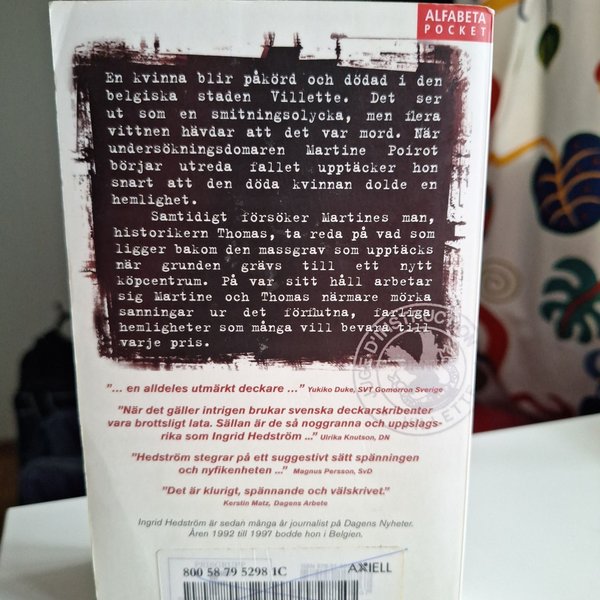 ALFABETA
POCKET
En kvinna blir påkörd och dödad i den
belgiska staden Villette. Det ser
ut som en smitningsolycka, men flera
vittnen hävdar att det var mord. När
undersökningsdomaren Martine Poirot
börjar utreda fallet upptäcker hon
snart att den döda kvinnan dolde en
hemlighet.
Samtidigt försöker Martines man,
historikern Thomas, ta reda på vad som
ligger bakom den massgrav som upptäcks
när grunden grävs till ett nytt
köpcentrum. På var sitt håll arbetar
sig Martine och Thomas närmare mörka
sanningar ur det förflutna, farliga
hemligheter som många vill bevara till
varje pris.
"... en alldeles utmärkt deckare ..." Yukiko Duke, SVT Gomorron Sverige
"När det gäller intrigen brukar svenska deckarskribenter
vara brottsligt lata. Sällan är de så noggranna och uppslags-
rika som Ingrid Hedström ..." Ulrika Knutson, DN
"Hedström stegrar på ett suggestivt sätt spänningen
och nyfikenheten ..." Magnus Persson, SvD
"Det är klurigt, spännande och välskrivet."
Kerstin Matz, Dagens Arbete
Ingrid Hedström är sedan många år journalist på Dagens Nyheter.
Åren 1992 till 1997 bodde hon i Belgien.
800 58 79 5298 1C AXIELL